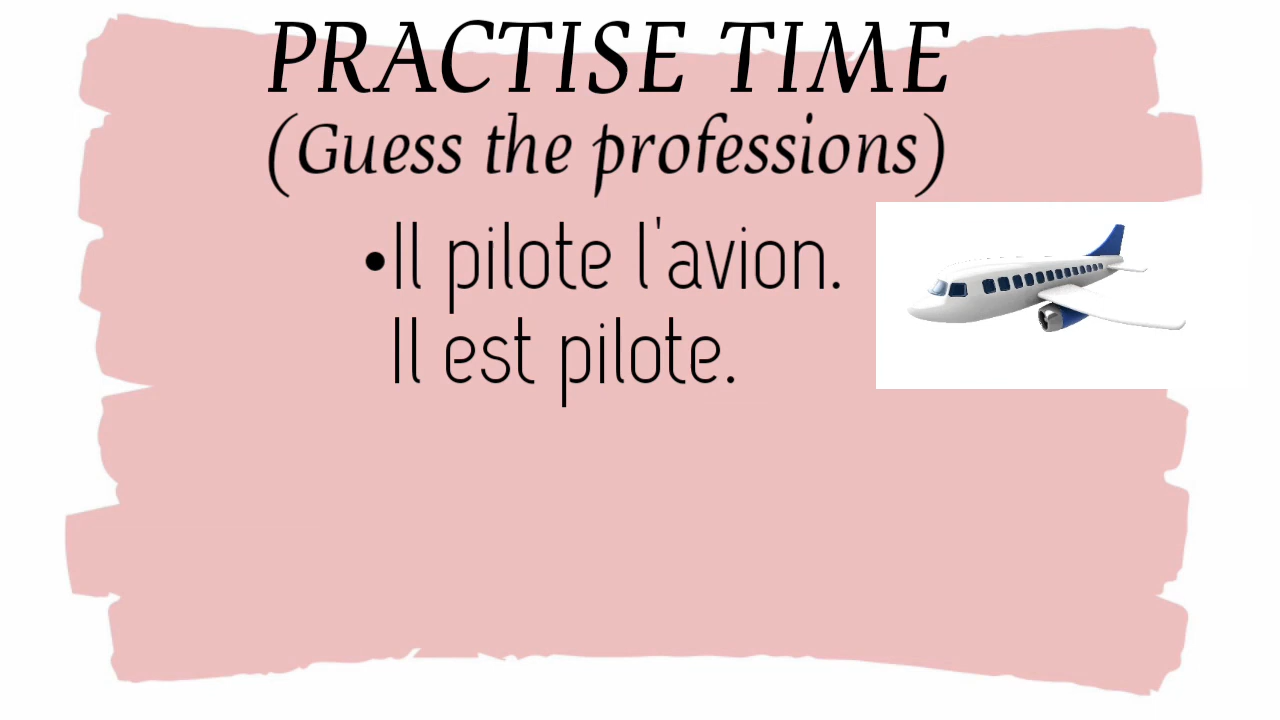 PRACTISE TIME
(Guess the professions)
•Il pilote l'avion.
Il est pilote.